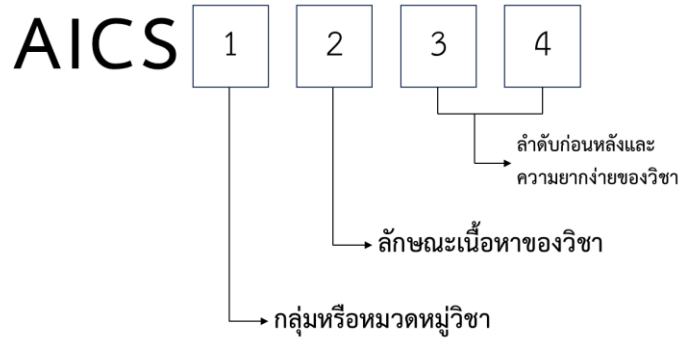 AICS 1 2 3 4
ลำดับก่อนหลังและ
ความยากง่ายของวิชา
ลักษณะเนื้อหาของวิชา
กลุ่มหรือหมวดหมู่วิชา